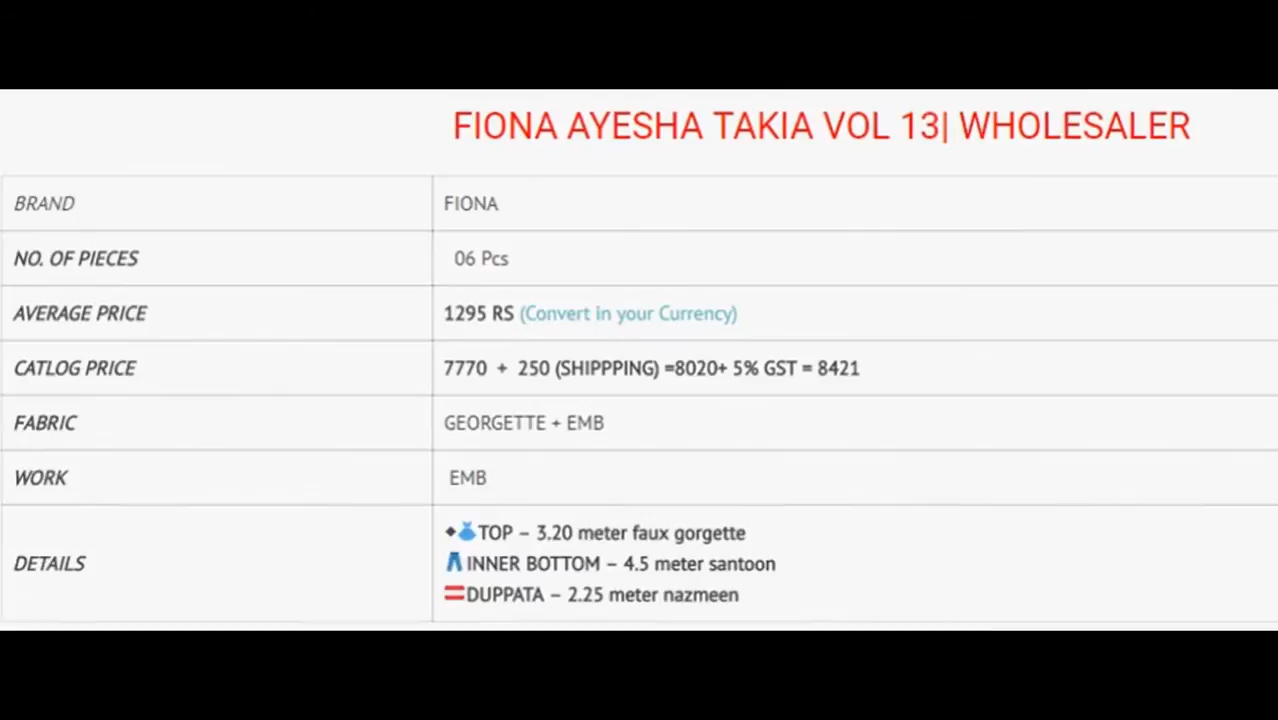 FIONA AYESHA TAKIA VOL 13| WHOLESALER
BRAND FIONA
NO. OF PIECES 06 Pcs
AVERAGE PRICE 1295 RS (Convert in your Currency)
CATLOG PRICE 7770 + 250 (SHIPPPING) =8020+ 5% GST = 8421
FABRIC GEORGETTE + EMB
WORK EMB
DETAILS
TOP – 3.20 meter faux gorgette
INNER BOTTOM – 4.5 meter santoon
DUPPATA – 2.25 meter nazmeen